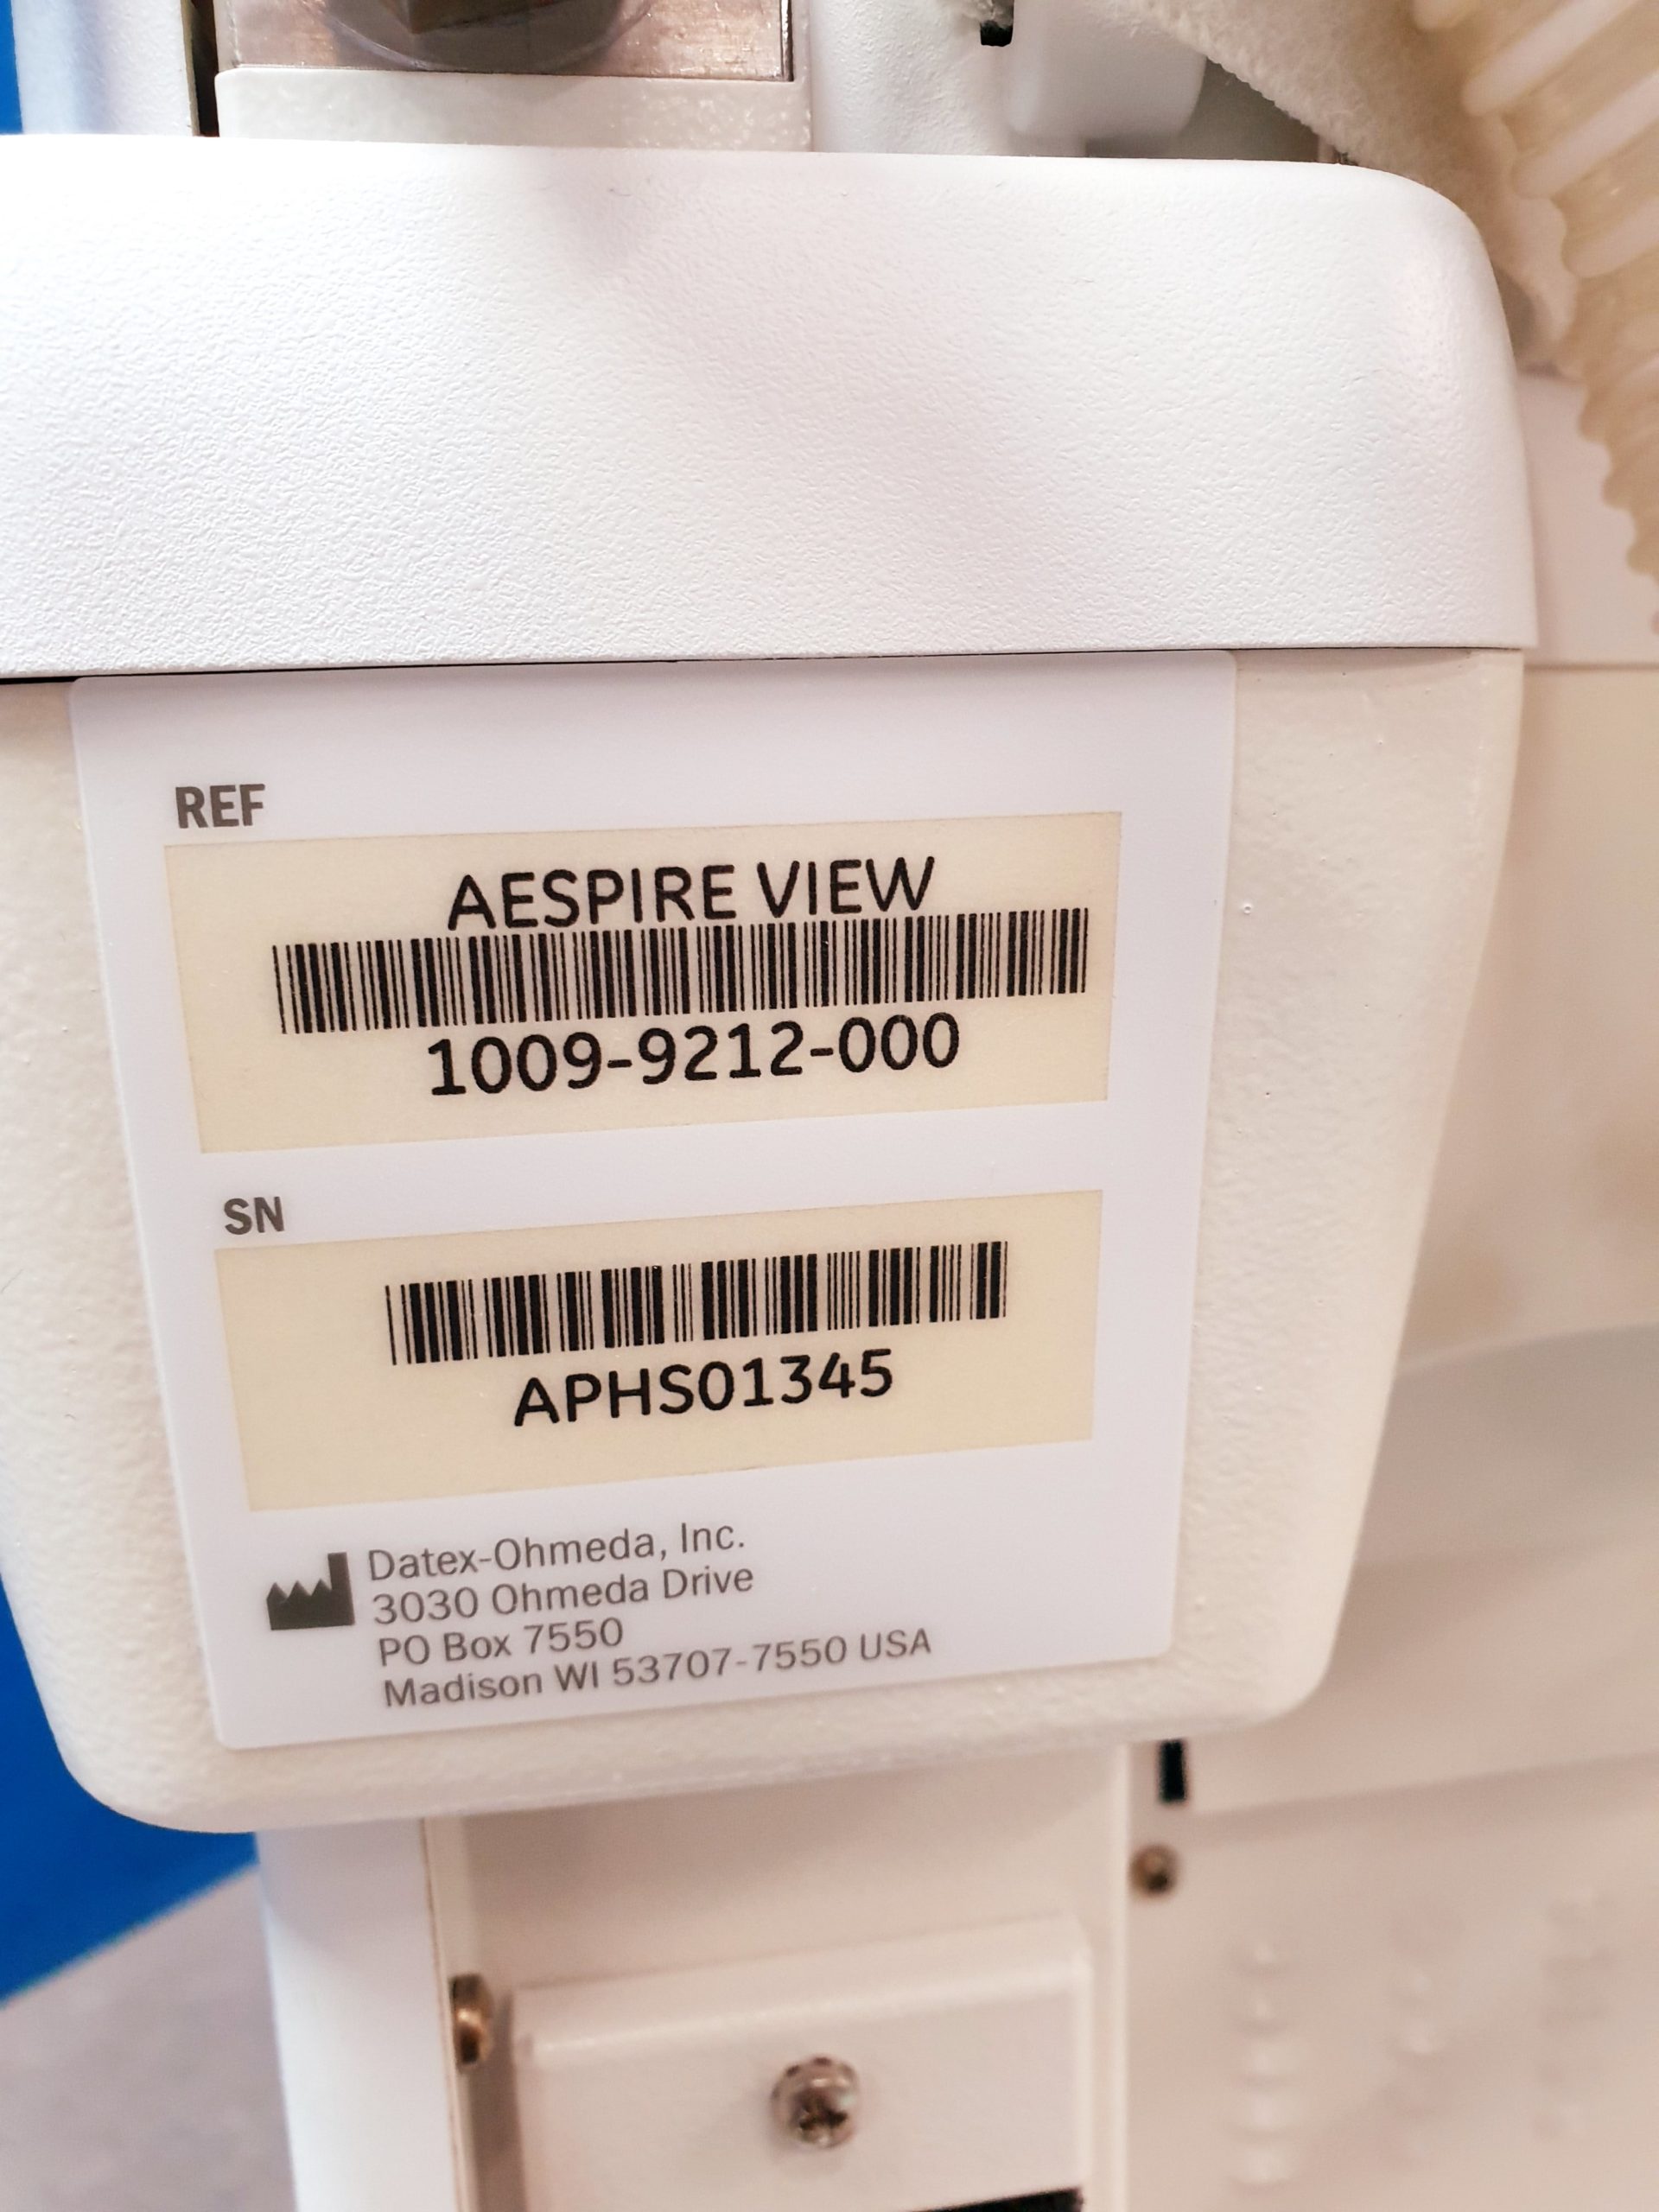 REF
AESPIRE VIEW
1009-9212-000
SN
APHS01345
Datex-Ohmeda, Inc.
3030 Ohmeda Drive
PO Box 7550
Madison WI 53707-7550 USA